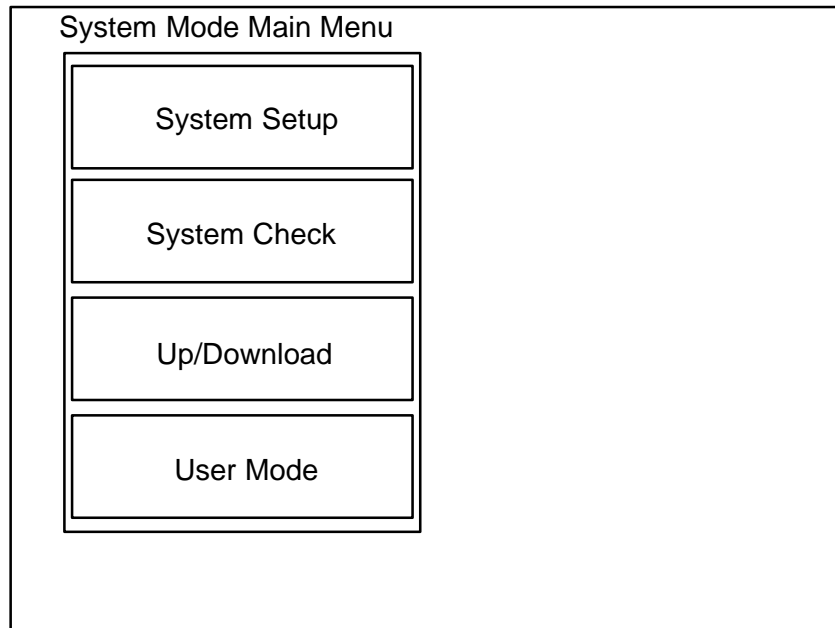 System Mode Main Menu
System Setup
System Check
Up/Download
User Mode